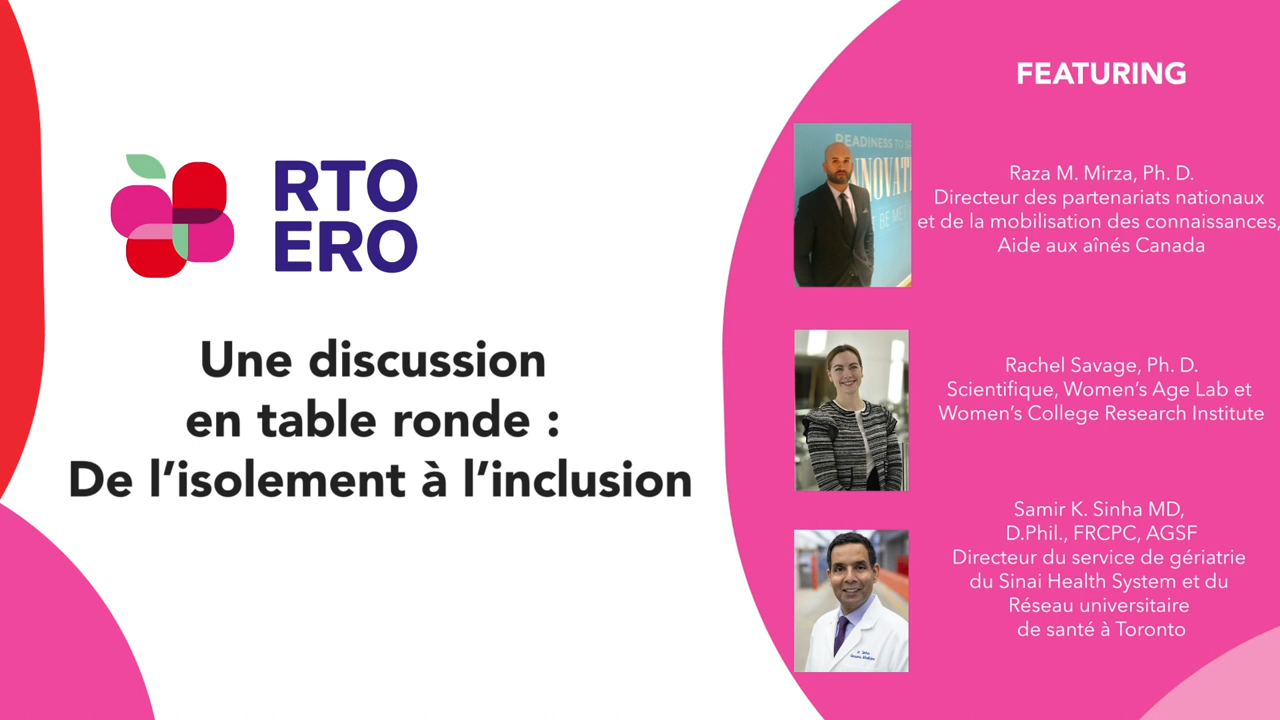 RTO
ERO
Une discussion
en table ronde :
De l’isolement à l’inclusion
FEATURING
READINESS TO
Raza M. Mirza, Ph. D.
Directeur des partenariats nationaux
et de la mobilisation des connaissances,
Aide aux aînés Canada
Rachel Savage, Ph. D.
Scientifique, Women’s Age Lab et
Women’s College Research Institute
Samir K. Sinha MD,
D.Phil., FRCPC, AGSF
Directeur du service de gériatrie
du Sinai Health System et du
Réseau universitaire
de santé à Toronto